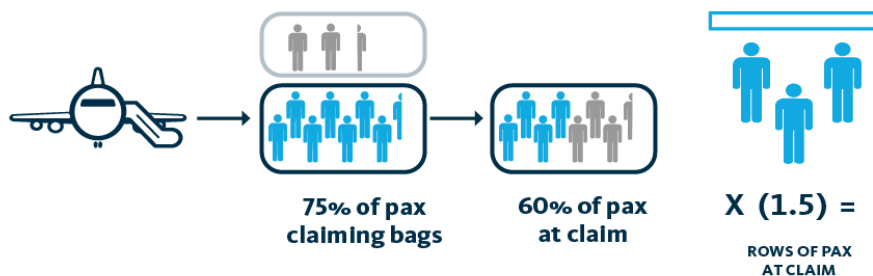 75% of pax
claiming bags
60% of pax
at claim
X (1.5) =
ROWS OF PAX
AT CLAIM